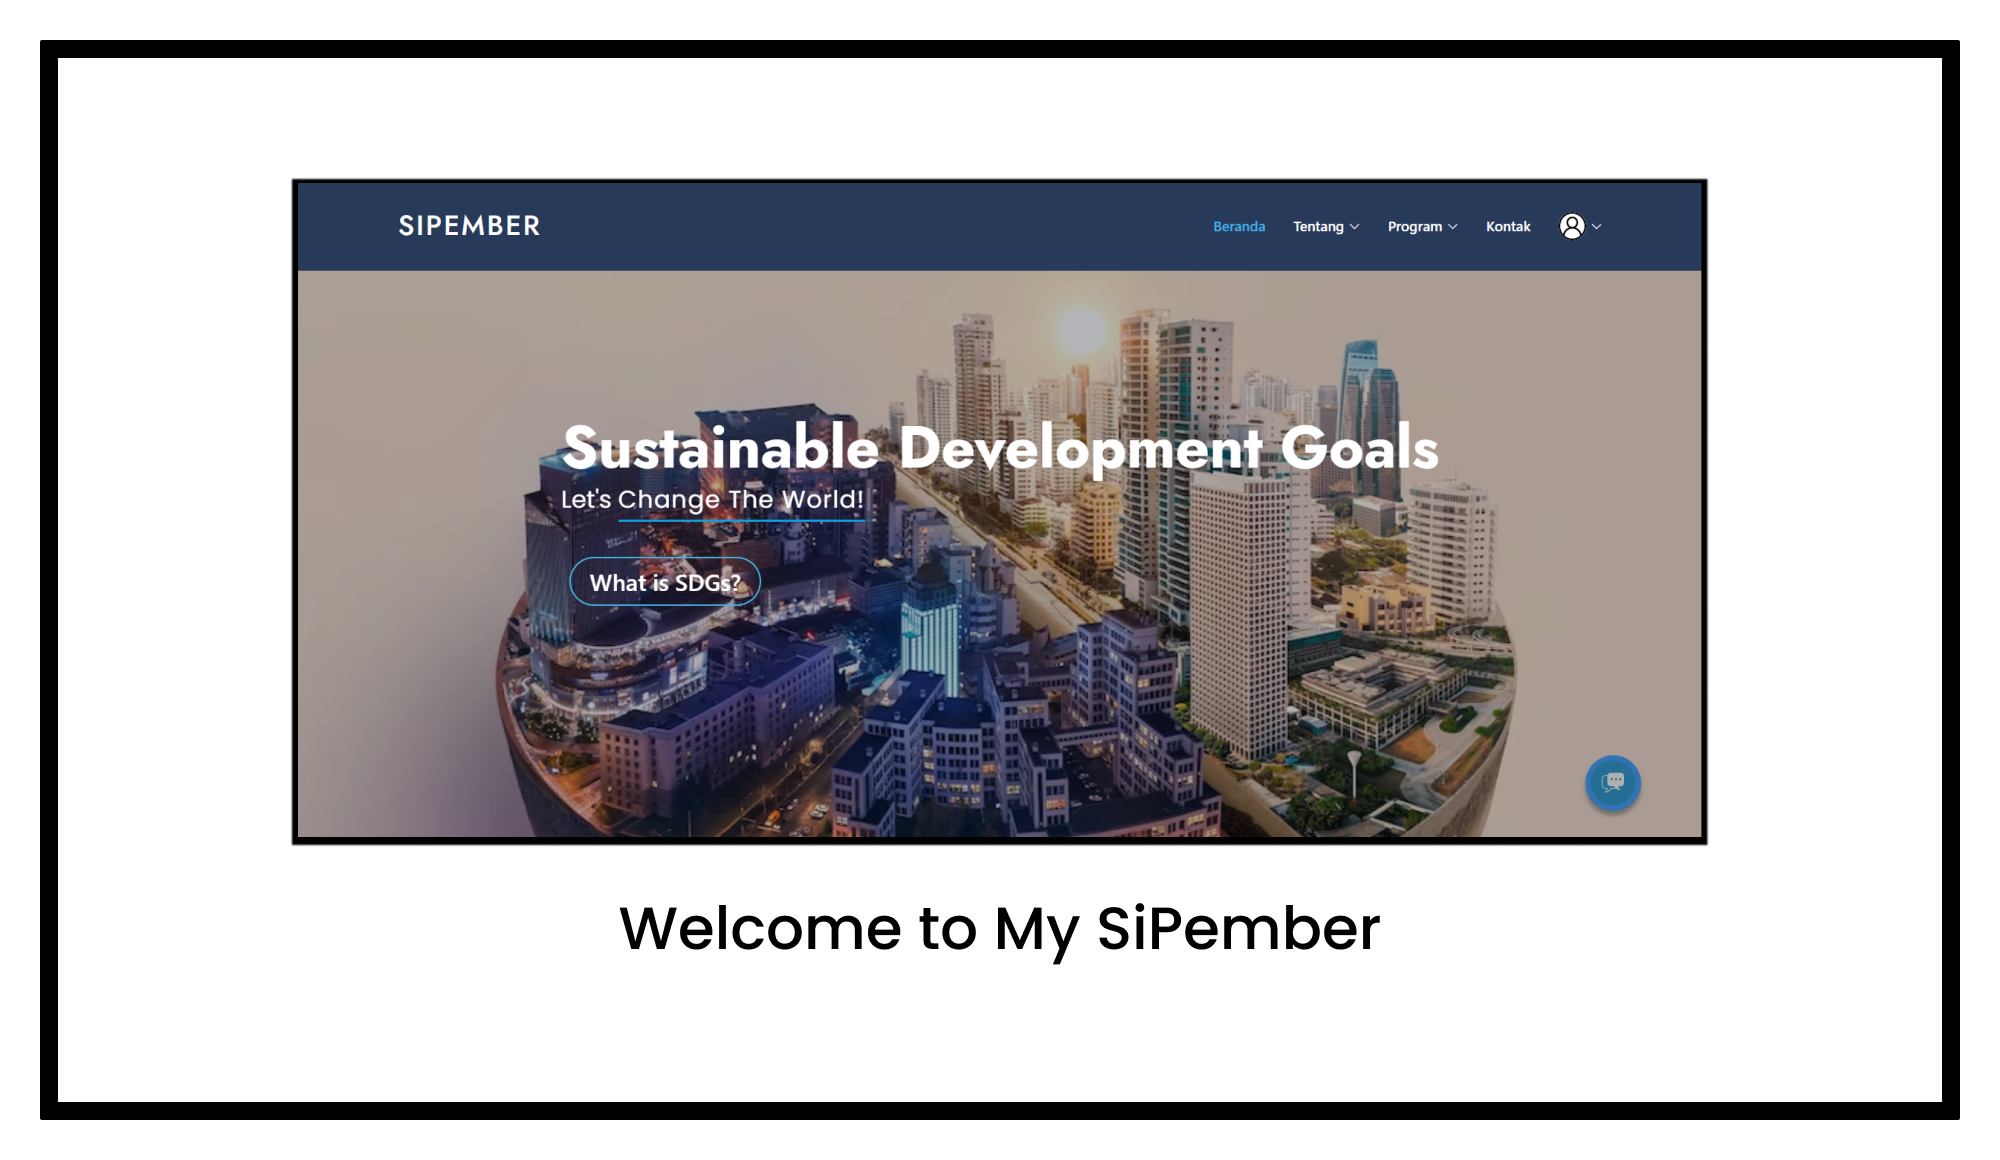 SIPEMBER
Beranda Tentang Program Kontak
Sustainable Development Goals
Let's Change The World!
What is SDGs?
Welcome to My SiPember